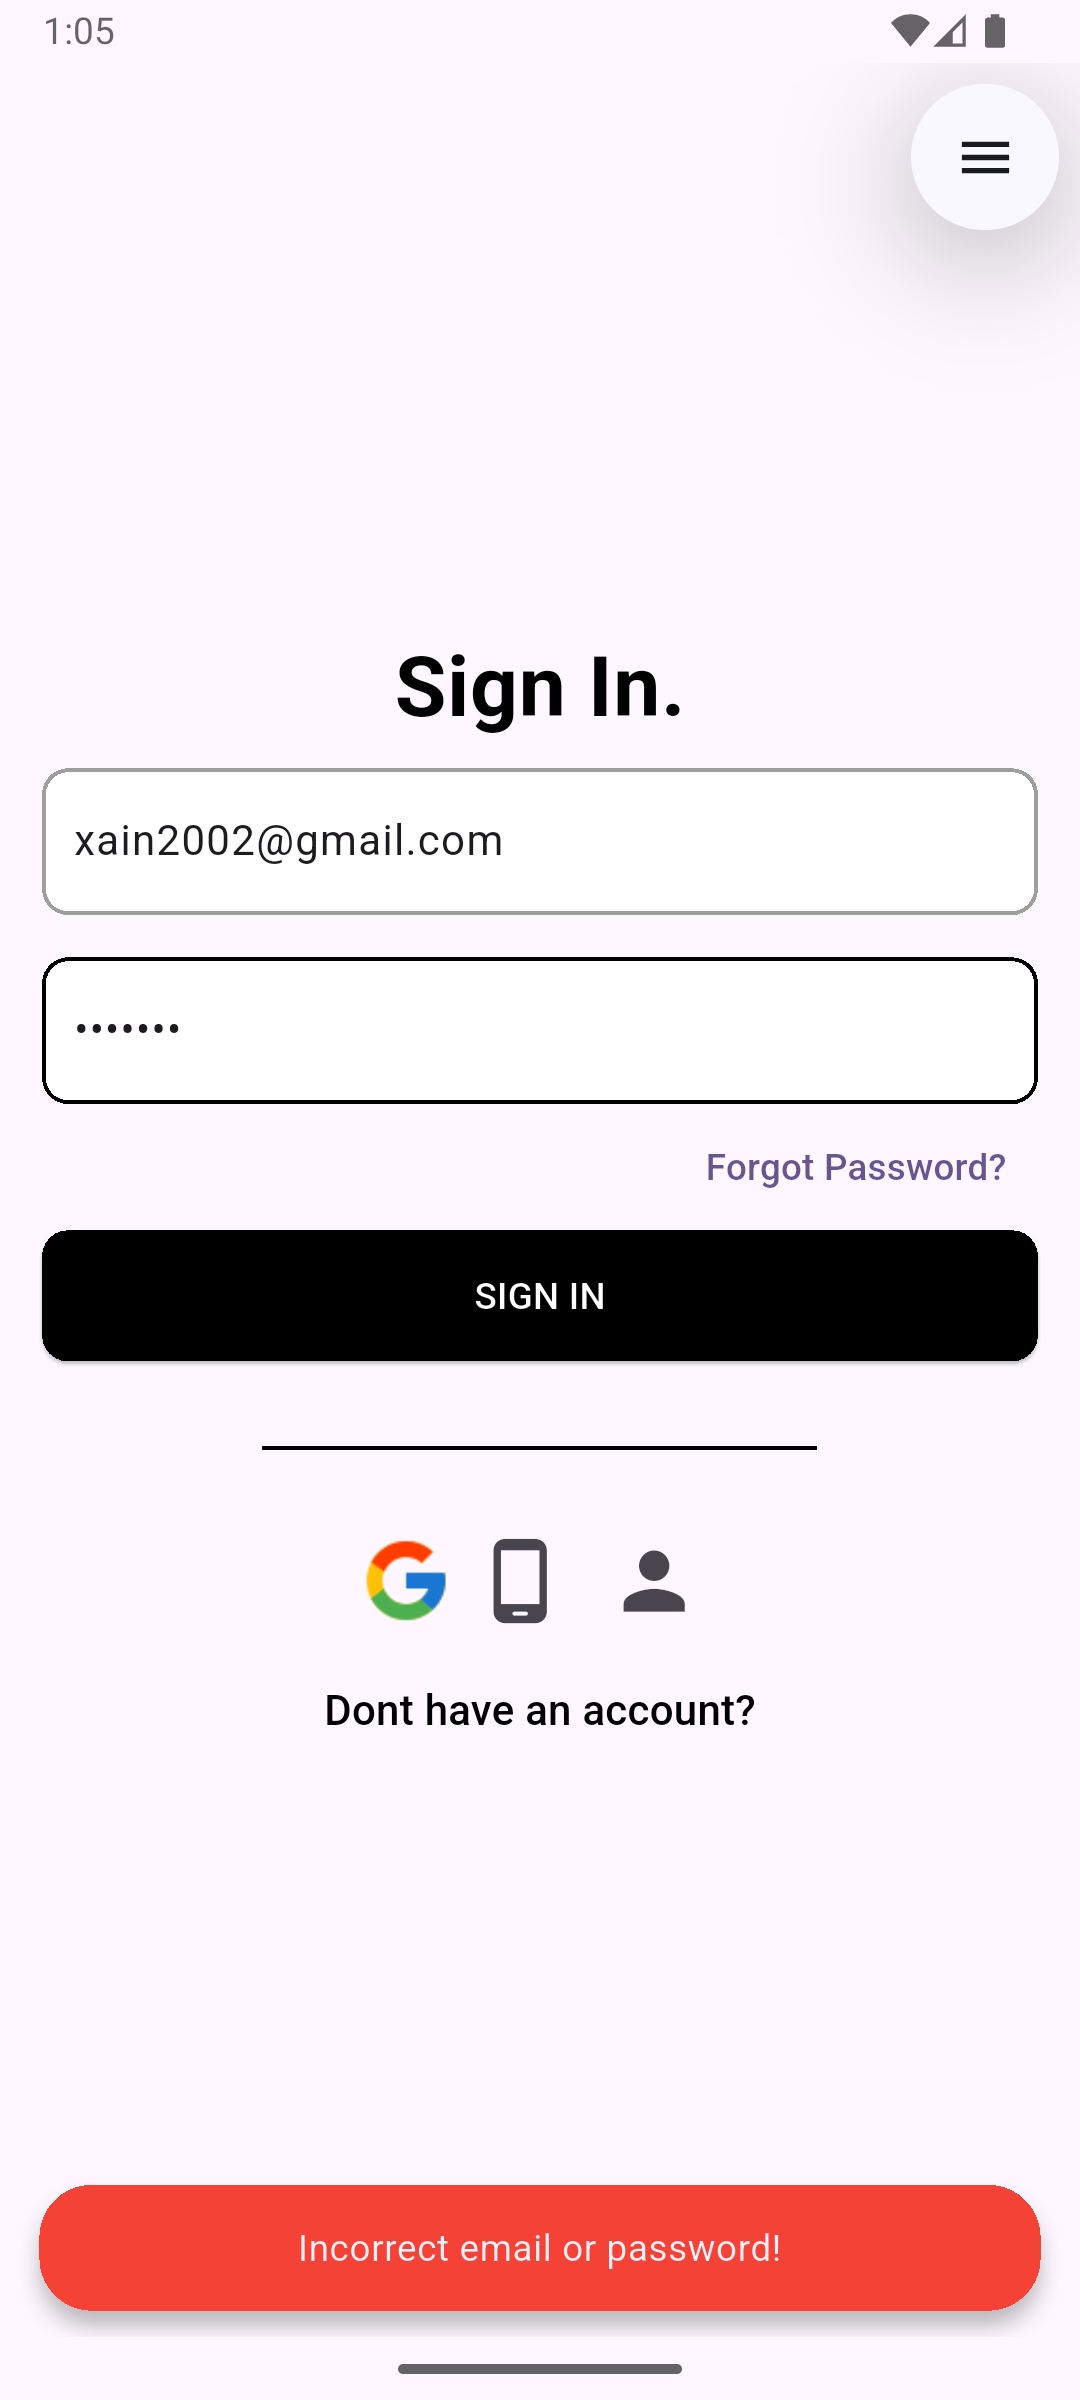 1:05
Sign In.
xain2002@gmail.com
•••••••
Forgot Password?
SIGN IN
Dont have an account?
Incorrect email or password!